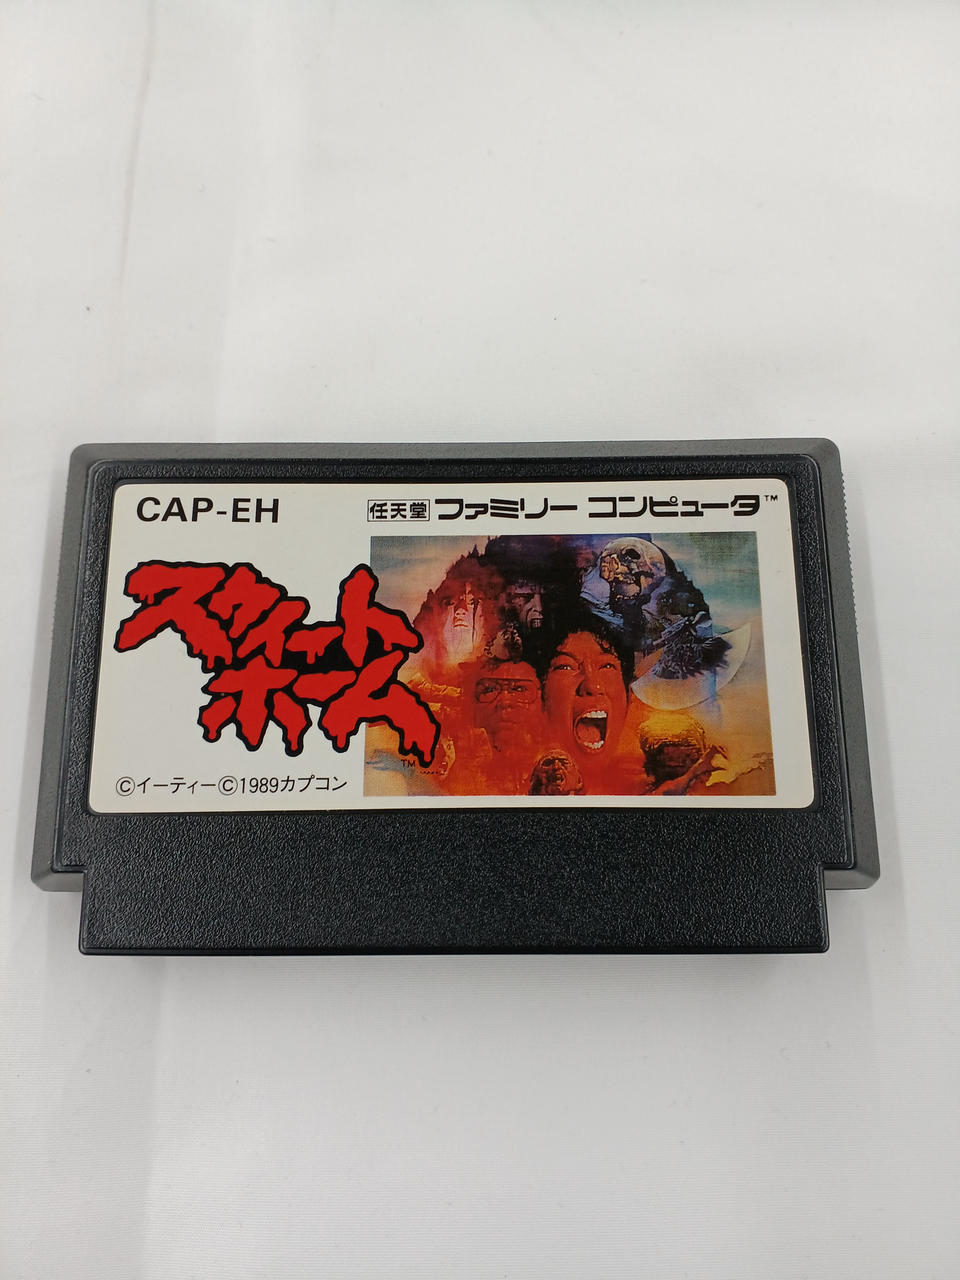 CAP-EH
任天堂 ファミリー コンピュータ™
スウィート
ホーム
TM
©イーティー©1989カプコン